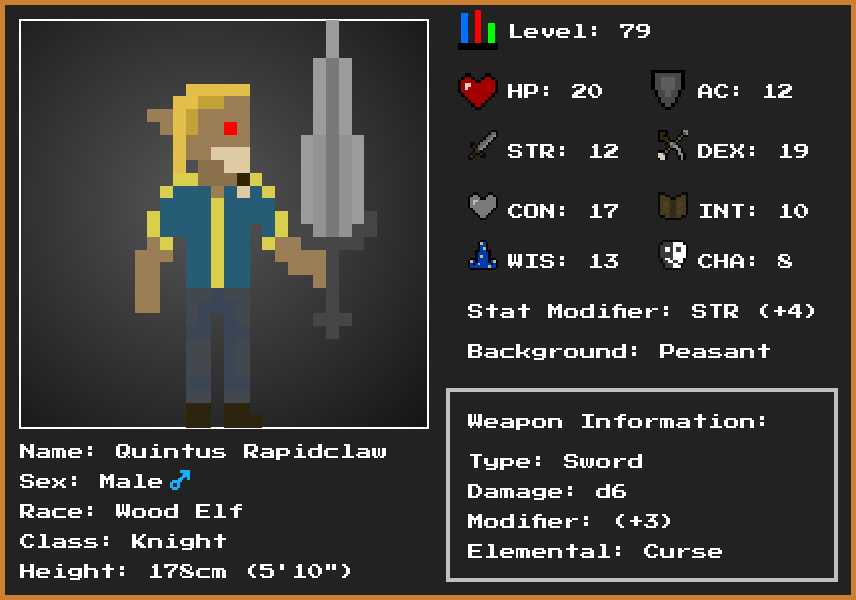 Level: 79
HP: 20 AC: 12
STR: 12 DEX: 19
CON: 17 INT: 10
WIS: 13 CHA: 8
Stat Modifier: STR (+4)
Background: Peasant
Weapon Information:
Type: Sword
Damage: d6
Modifier: (+3)
Elemental: Curse
Name: Quintus Rapidclaw
Sex: Male♂
Race: Wood Elf
Class: Knight
Height: 178cm (5'10")